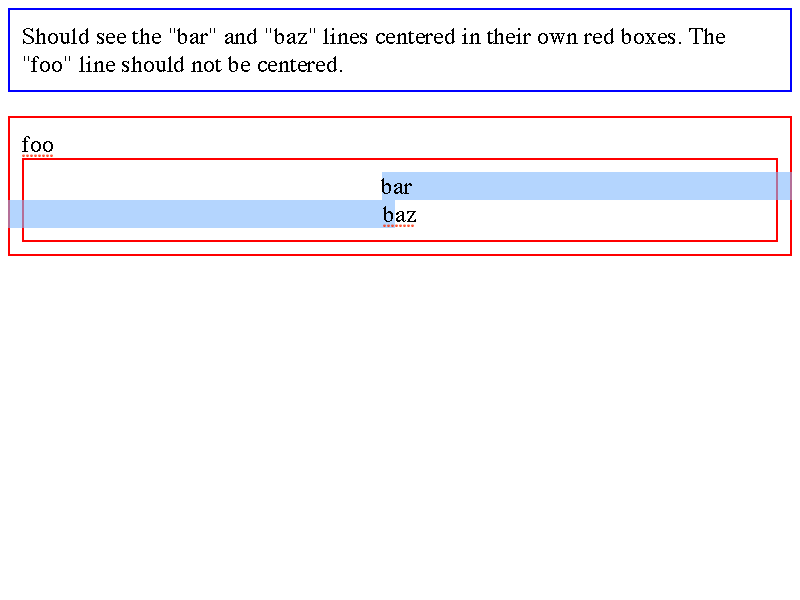 Should see the "bar" and "baz" lines centered in their own red boxes. The
"foo" line should not be centered.
foo
bar
baz